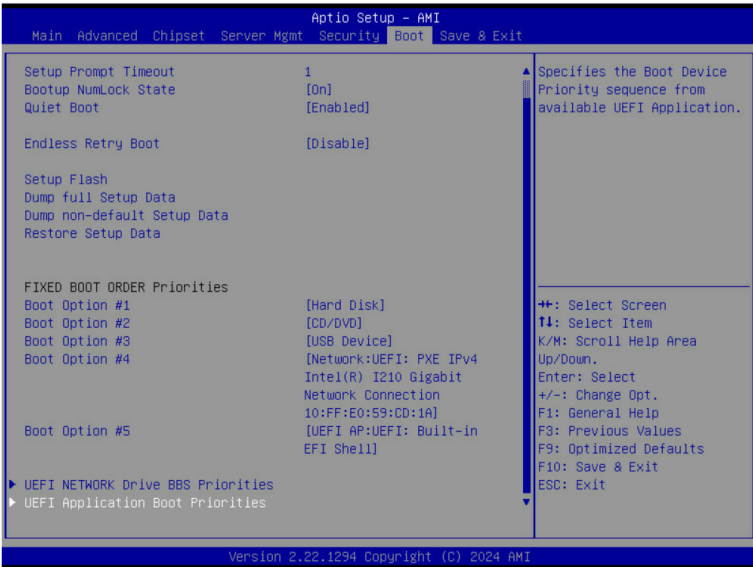 Aptio Setup – AMI
Main Advanced Chipset Server Mgmt Security Boot Save & Exit
Setup Prompt Timeout 1
Bootup NumLock State [On]
Quiet Boot [Enabled]
Endless Retry Boot [Disable]
Setup Flash
Dump full Setup Data
Dump non-default Setup Data
Restore Setup Data
FIXED BOOT ORDER Priorities
Boot Option #1 [Hard Disk]
Boot Option #2 [CD/DVD]
Boot Option #3 [USB Device]
Boot Option #4 [Network:UEFI: PXE IPv4
Intel(R) I210 Gigabit
Network Connection
10:FF:E0:59:CD:1A]
Boot Option #5 [UEFI AP:UEFI: Built-in
EFI Shell]
UEFI NETWORK Drive BBS Priorities
UEFI Application Boot Priorities
Specifies the Boot Device
Priority sequence from
available UEFI Application.
→←: Select Screen
↑↓: Select Item
K/M: Scroll Help Area
Up/Down.
Enter: Select
+/-: Change Opt.
F1: General Help
F3: Previous Values
F9: Optimized Defaults
F10: Save & Exit
ESC: Exit
Version 2.22.1294 Copyright (C) 2024 AMI